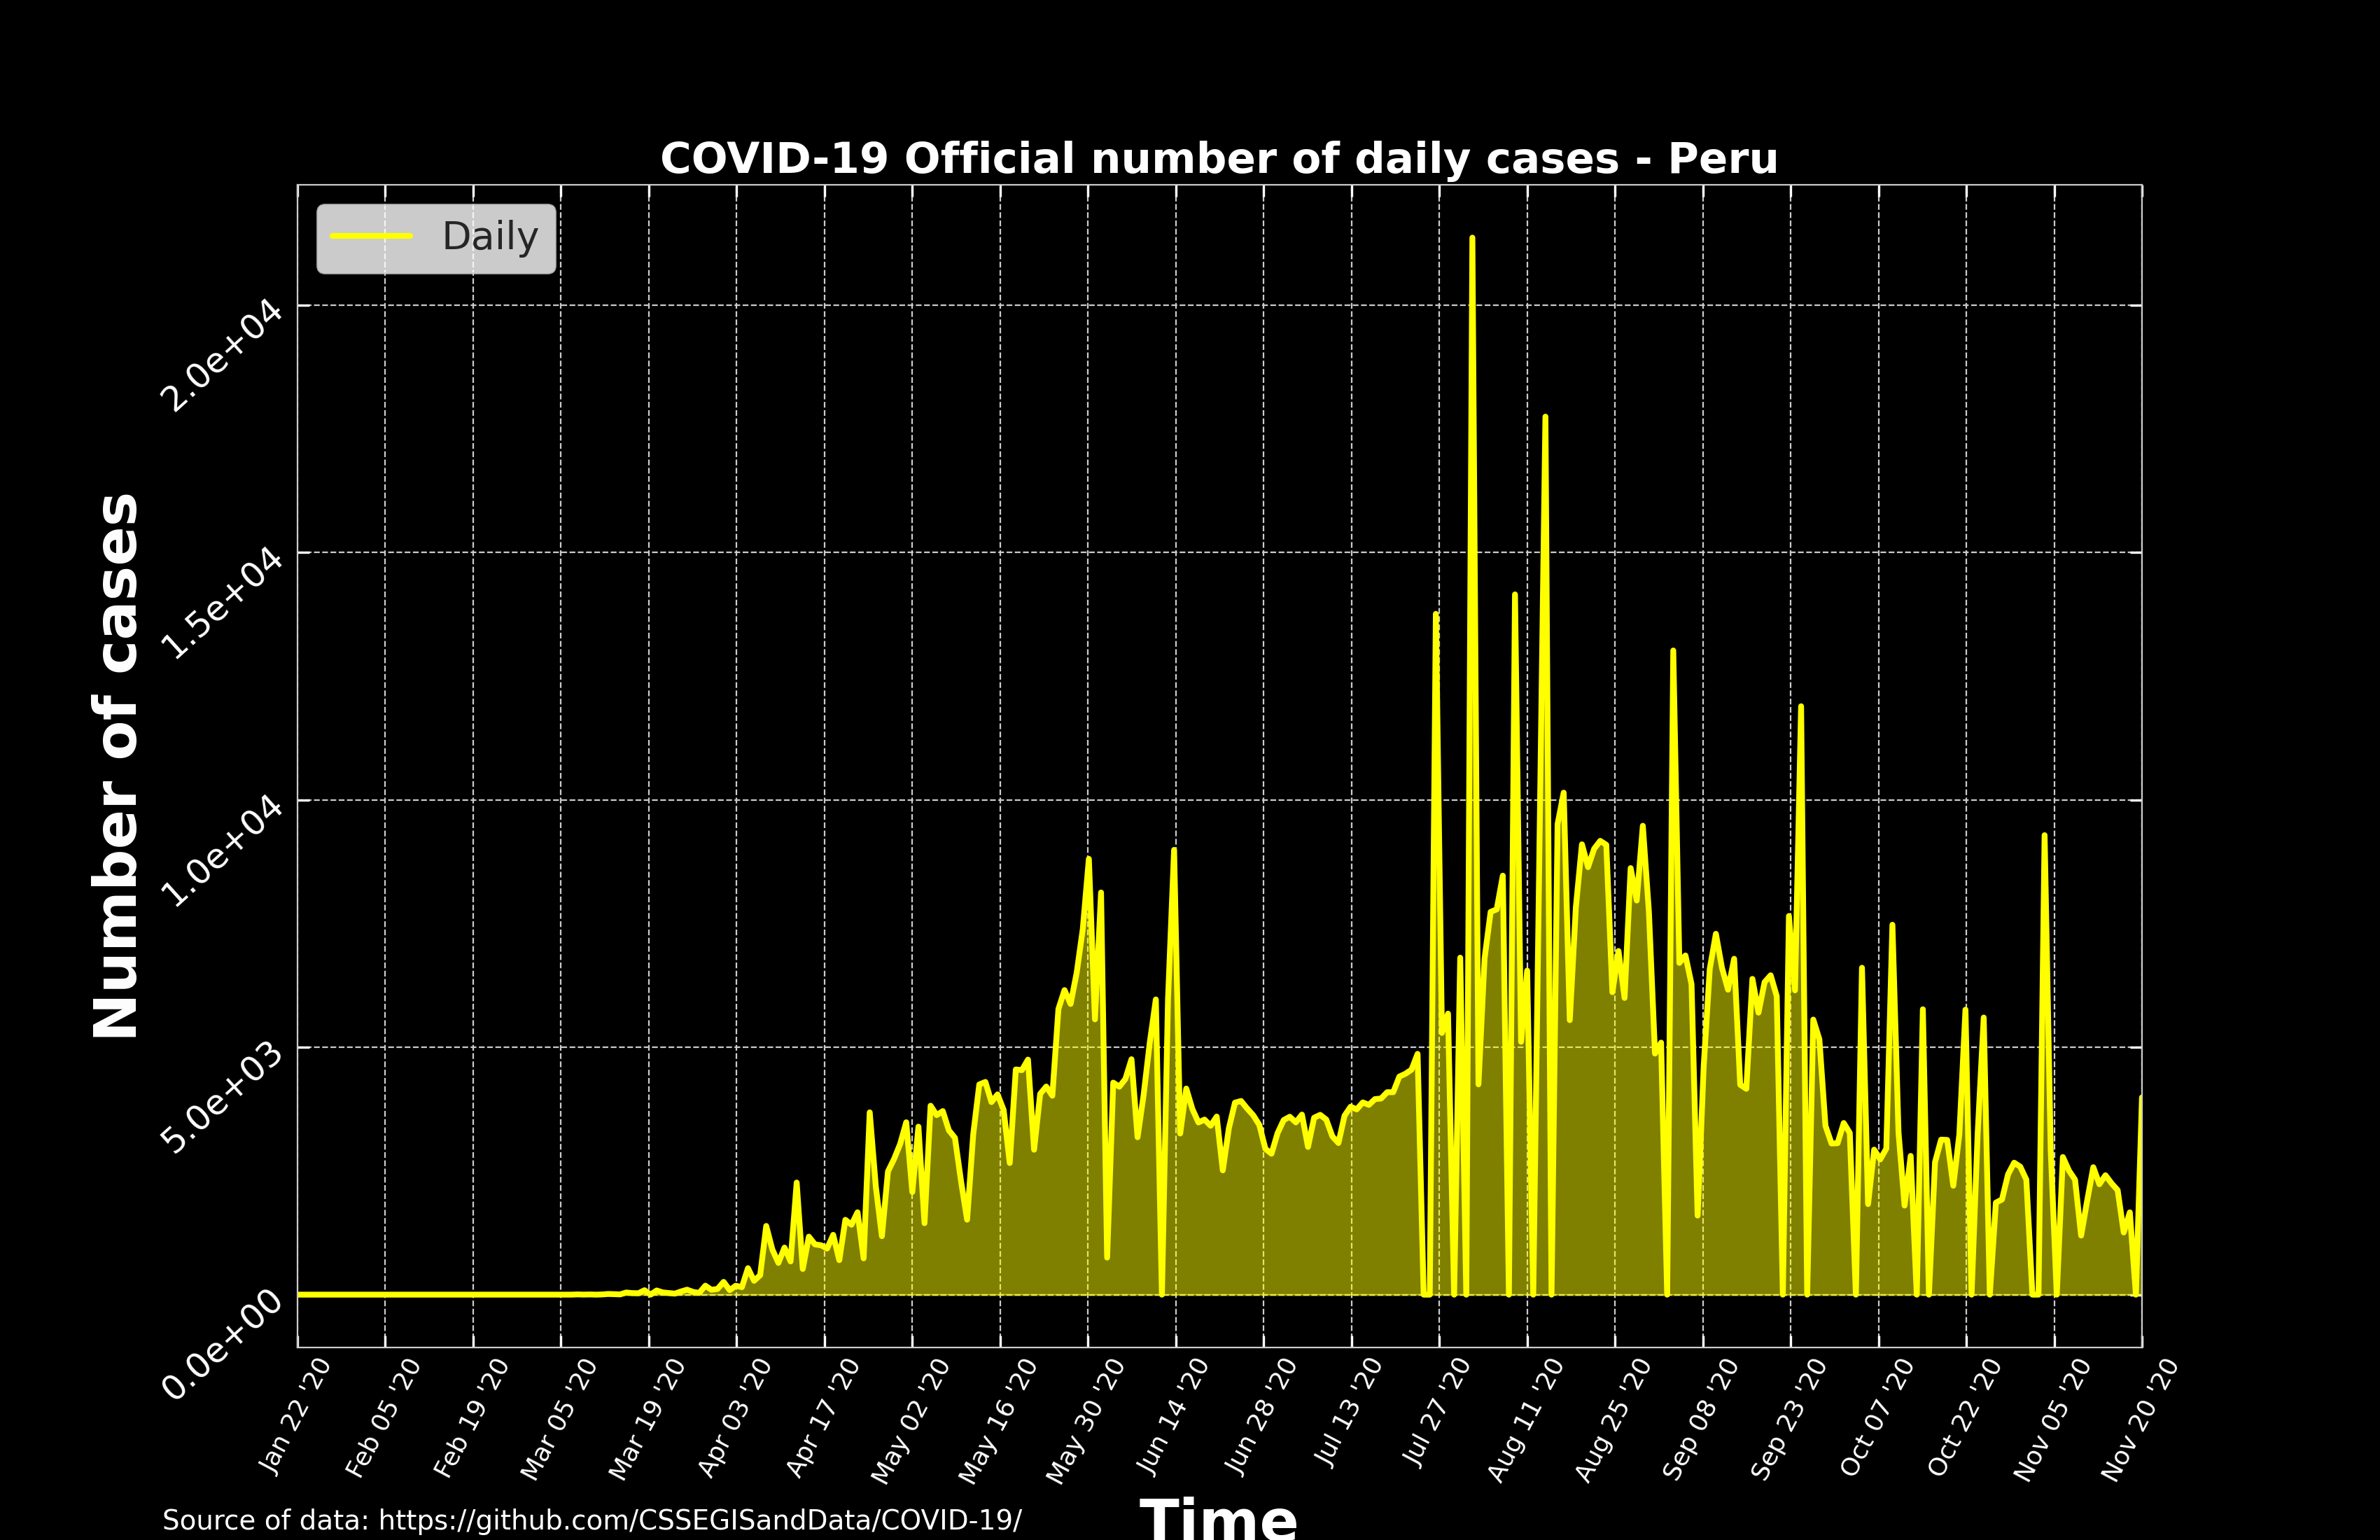 COVID-19 Official number of daily cases - Peru
Daily
Number of cases
2.0e+04
1.5e+04
1.0e+04
5.0e+03
0.0e+00
Jan 22 '20
Feb 05 '20
Feb 19 '20
Mar 05 '20
Mar 19 '20
Apr 03 '20
Apr 17 '20
May 02 '20
May 16 '20
May 30 '20
Jun 14 '20
Jun 28 '20
Jul 13 '20
Jul 27 '20
Aug 11 '20
Aug 25 '20
Sep 08 '20
Sep 23 '20
Oct 07 '20
Oct 22 '20
Nov 05 '20
Nov 20 '20
Time
Source of data: https://github.com/CSSEGISandData/COVID-19/